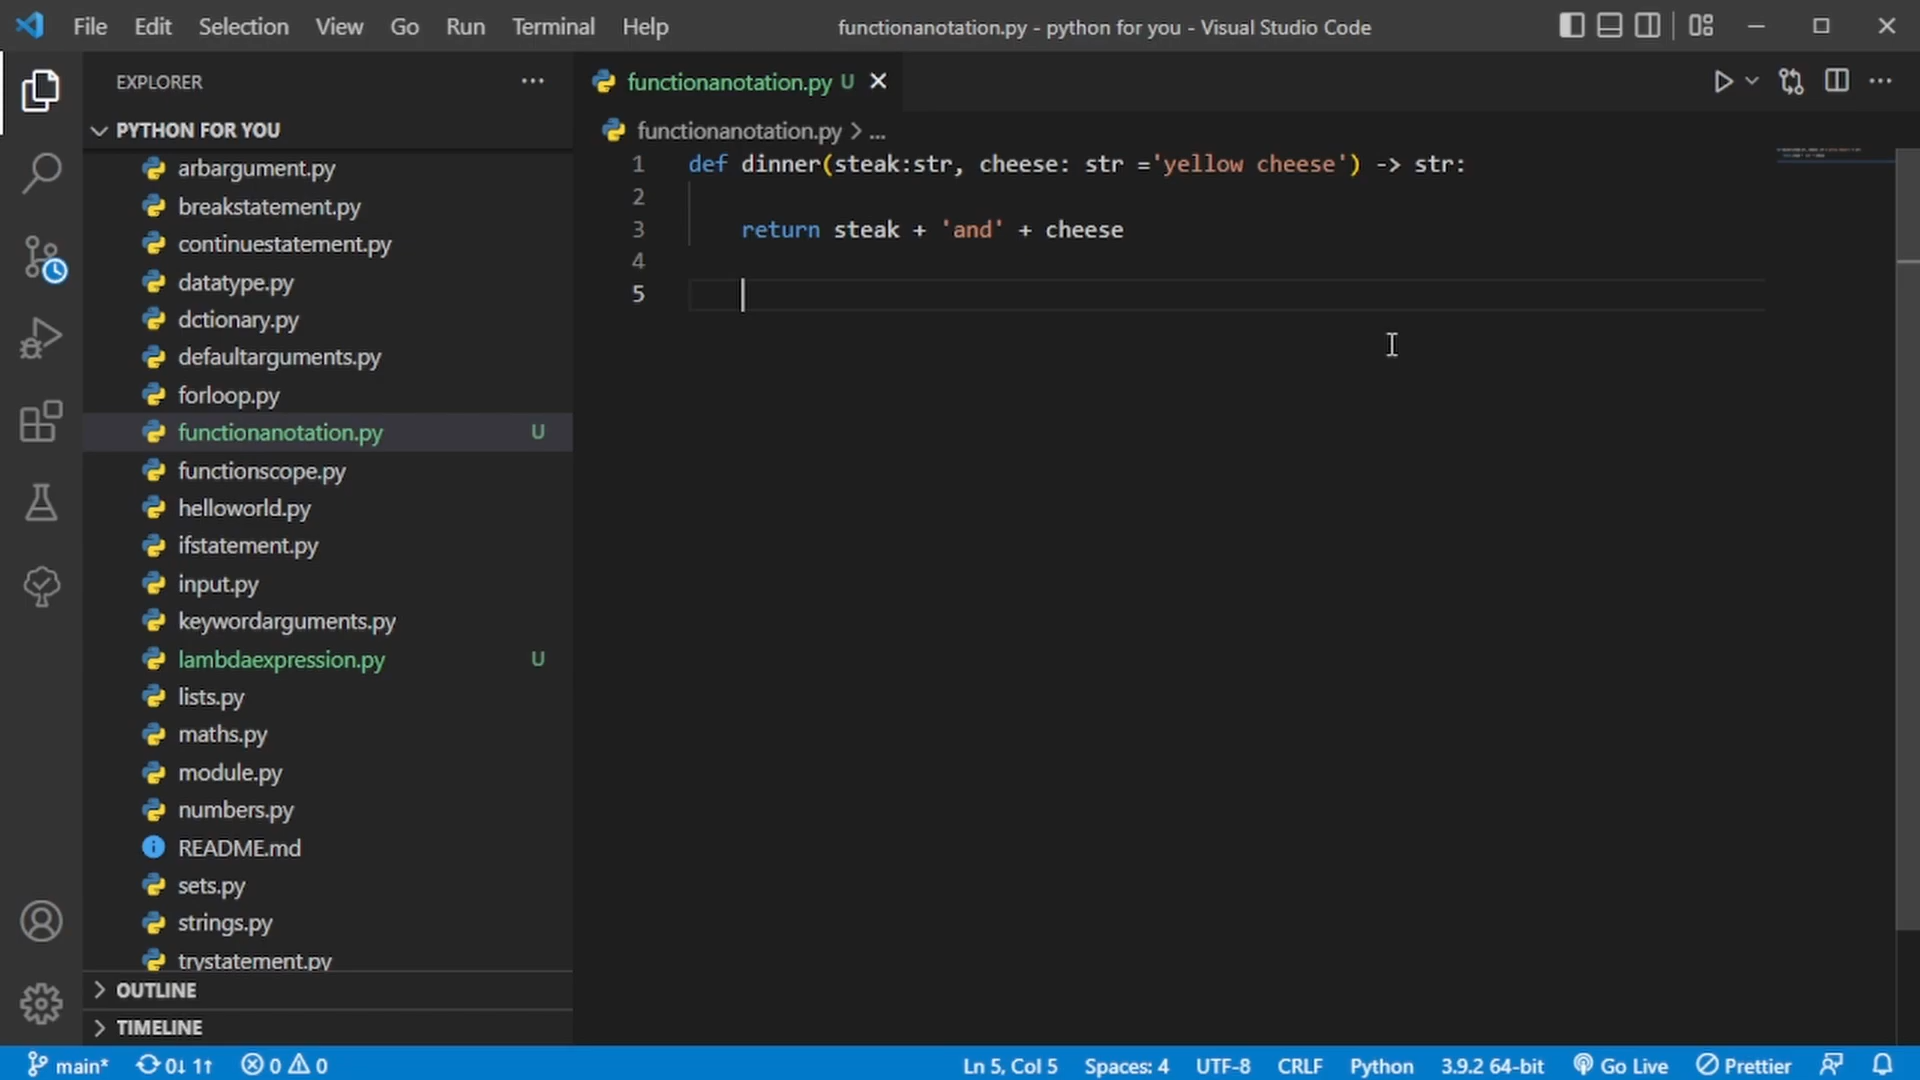 File Edit Selection View Go Run Terminal Help functionanotation.py - python for you - Visual Studio Code
EXPLORER
functionanotation.py U
PYTHON FOR YOU
functionanotation.py > ...
arbargument.py
breakstatement.py
continuestatement.py
datatype.py
dctionary.py
defaultarguments.py
forloop.py
functionanotation.py U
functionscope.py
helloworld.py
ifstatement.py
input.py
keywordarguments.py
lambdaexpression.py U
lists.py
maths.py
module.py
numbers.py
README.md
sets.py
strings.py
trystatement.py
OUTLINE
TIMELINE
1 def dinner(steak:str, cheese: str ='yellow cheese') -> str:
2
3 return steak + 'and' + cheese
4
5
main* 0↓ 1↑ 0 0 Ln 5, Col 5 Spaces: 4 UTF-8 CRLF Python 3.9.2 64-bit Go Live Prettier